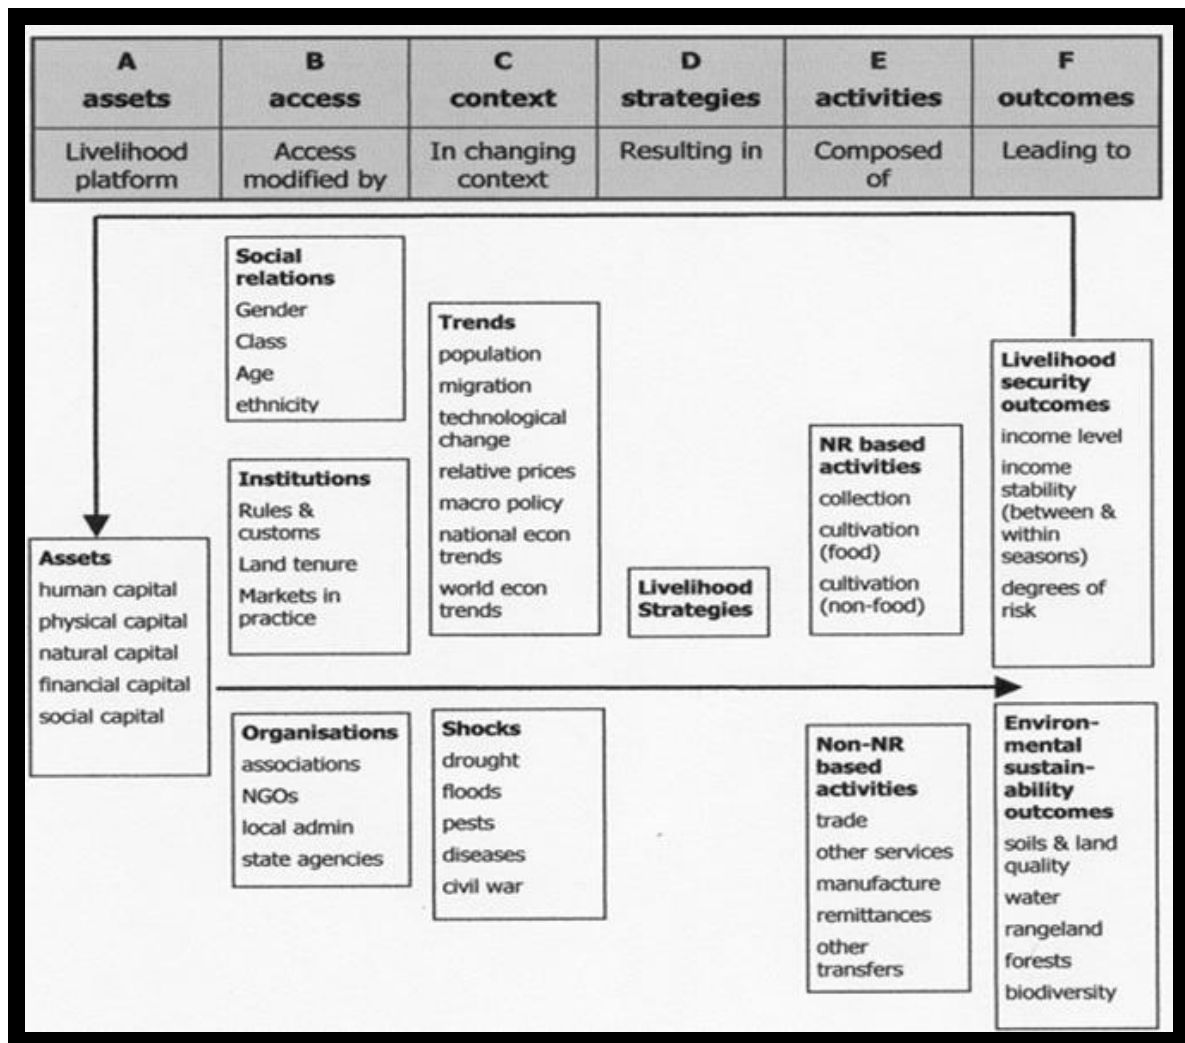 A
assets
B
access
C
context
D
strategies
E
activities
F
outcomes
Livelihood
platform
Access
modified by
In changing
context
Resulting in
Composed
of
Leading to
Assets
human capital
physical capital
natural capital
financial capital
social capital
Social
relations
Gender
Class
Age
ethnicity
Institutions
Rules &
customs
Land tenure
Markets in
practice
Organisations
associations
NGOs
local admin
state agencies
Trends
population
migration
technological
change
relative prices
macro policy
national econ
trends
world econ
trends
Shocks
drought
floods
pests
diseases
civil war
Livelihood
Strategies
NR based
activities
collection
cultivation
(food)
cultivation
(non-food)
Non-NR
based
activities
trade
other services
manufacture
remittances
other
transfers
Livelihood
security
outcomes
income level
income
stability
(between &
within
seasons)
degrees of
risk
Environ-
mental
sustain-
ability
outcomes
soils & land
quality
water
rangeland
forests
biodiversity